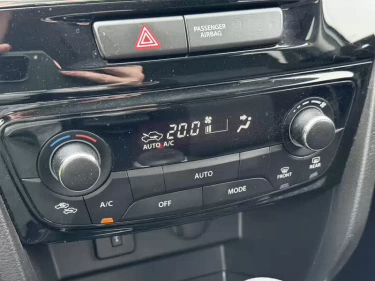 PASSENGER
AIRBAG
20.0
AUTO A/C
AUTO
A/C
OFF
MODE
FRONT
REAR